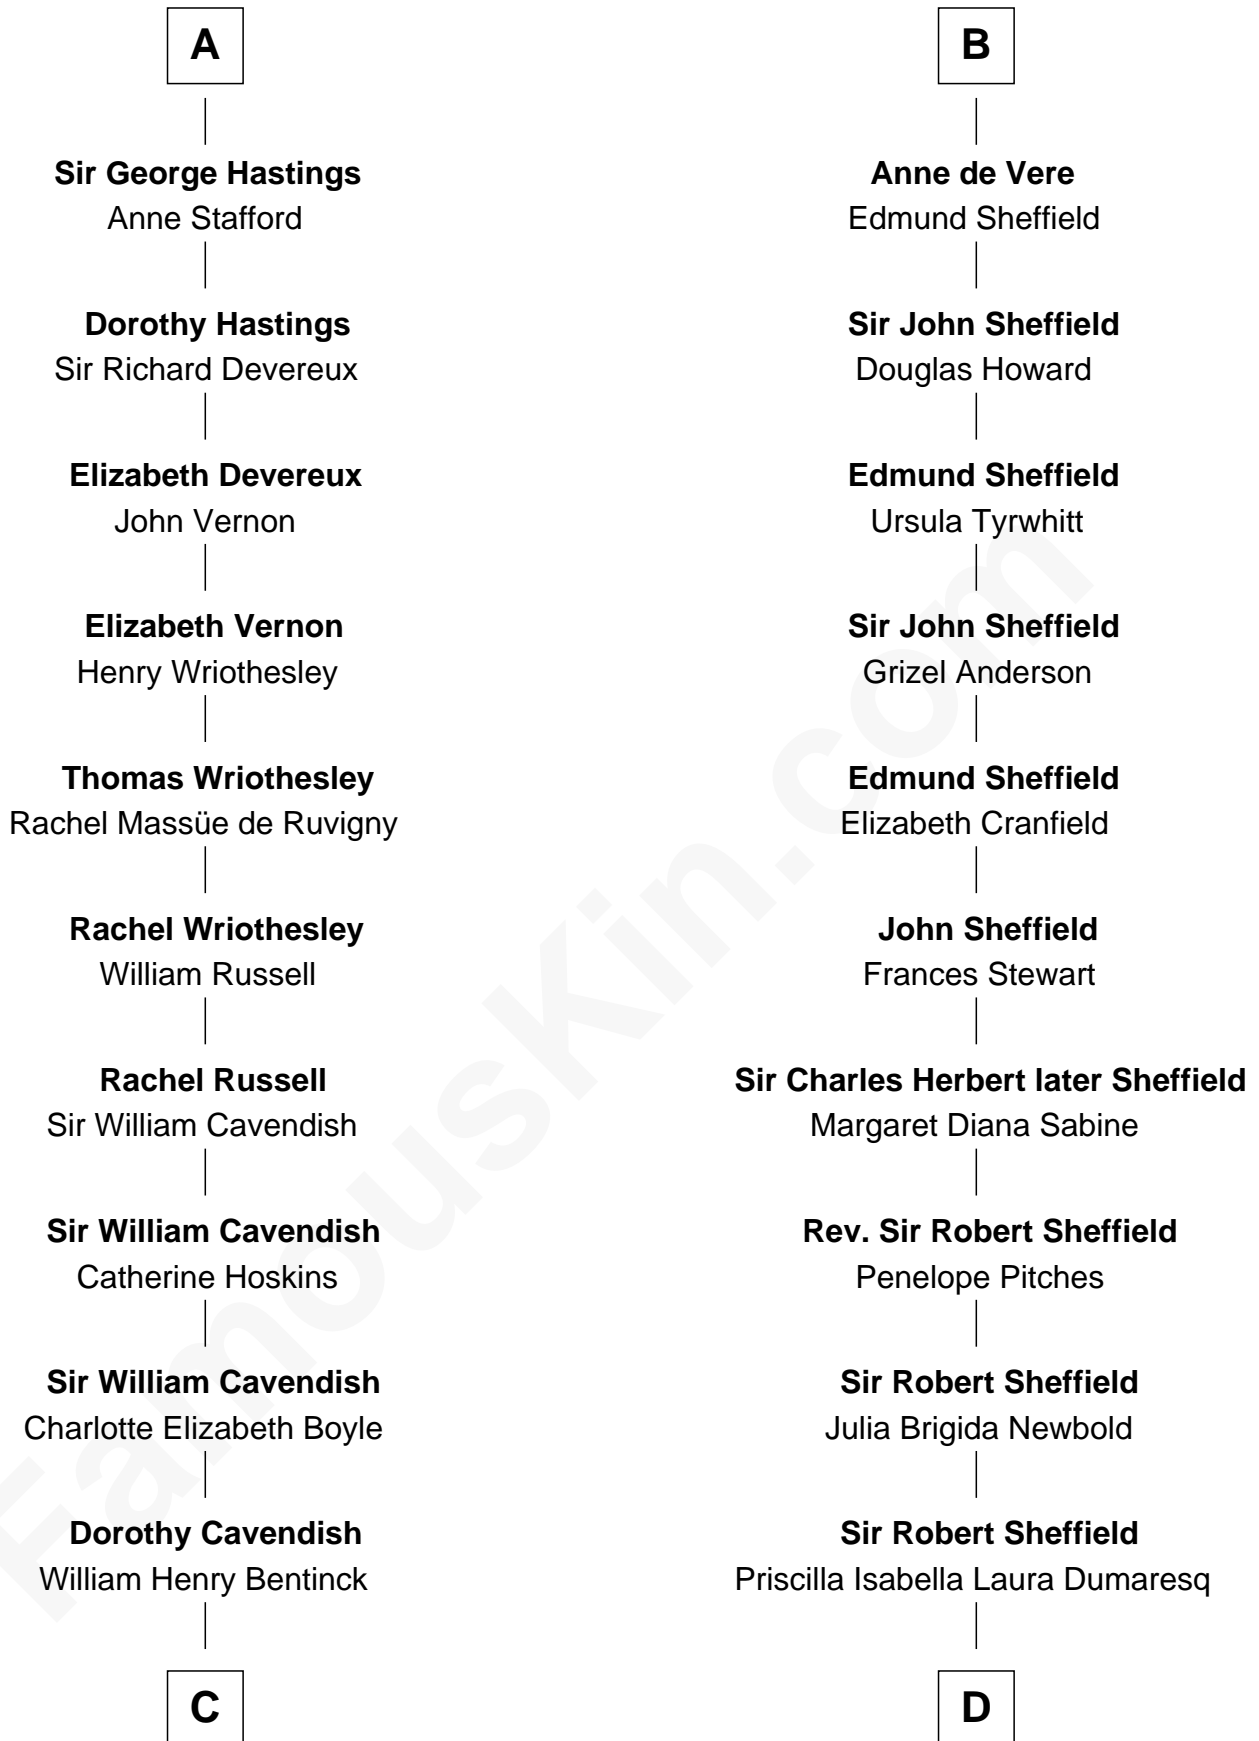 A
Sir George Hastings
Anne Stafford
Dorothy Hastings
Sir Richard Devereux
Elizabeth Devereux
John Vernon
Elizabeth Vernon
Henry Wriothesley
Thomas Wriothesley
Rachel Massüe de Ruvigny
Rachel Wriothesley
William Russell
Rachel Russell
Sir William Cavendish
Sir William Cavendish
Catherine Hoskins
Sir William Cavendish
Charlotte Elizabeth Boyle
Dorothy Cavendish
William Henry Bentinck
C
B
Anne de Vere
Edmund Sheffield
Sir John Sheffield
Douglas Howard
Edmund Sheffield
Ursula Tyrwhitt
Sir John Sheffield
Grizel Anderson
Edmund Sheffield
Elizabeth Cranfield
John Sheffield
Frances Stewart
Sir Charles Herbert later Sheffield
Margaret Diana Sabine
Rev. Sir Robert Sheffield
Penelope Pitches
Sir Robert Sheffield
Julia Brigida Newbold
Sir Robert Sheffield
Priscilla Isabella Laura Dumaresq
D
FamousKin.com